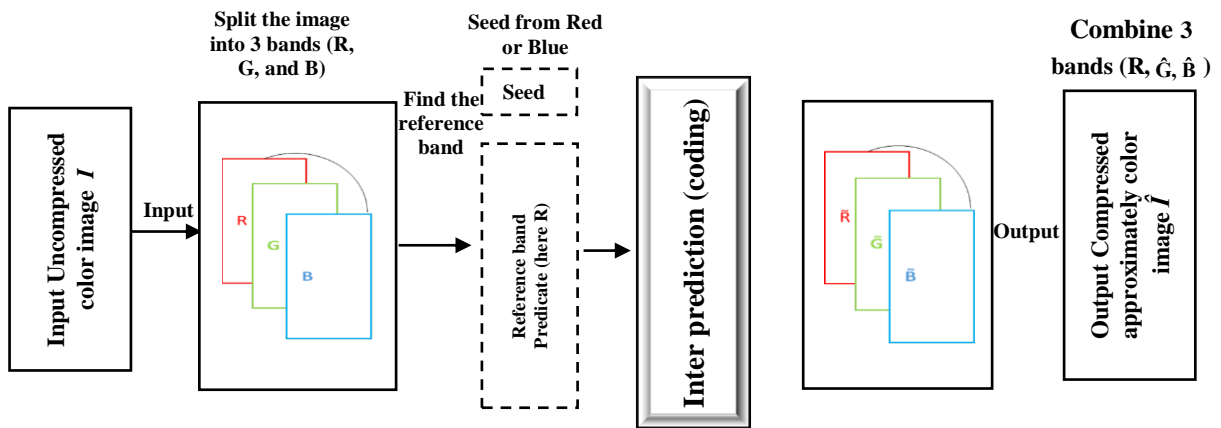 Split the image
into 3 bands (R,
G, and B)
Seed from Red
or Blue
Combine 3
bands (R, Ĝ, B̂ )
Input Uncompressed
color image I
Input
R
G
B
Find the
reference
band
Seed
Reference band
Predicate (here R)
Inter prediction (coding)
R̃
G̃
B̃
Output
Output Compressed
approximately color
image Î